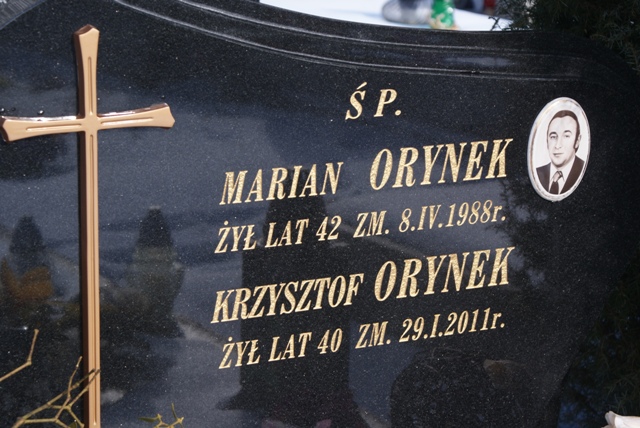 Ś P.
MARIAN ORYNEK
ŻYŁ LAT 42 ZM. 8.IV.1988r.
KRZYSZTOF ORYNEK
ŻYŁ LAT 40 ZM. 29.I.2011r.